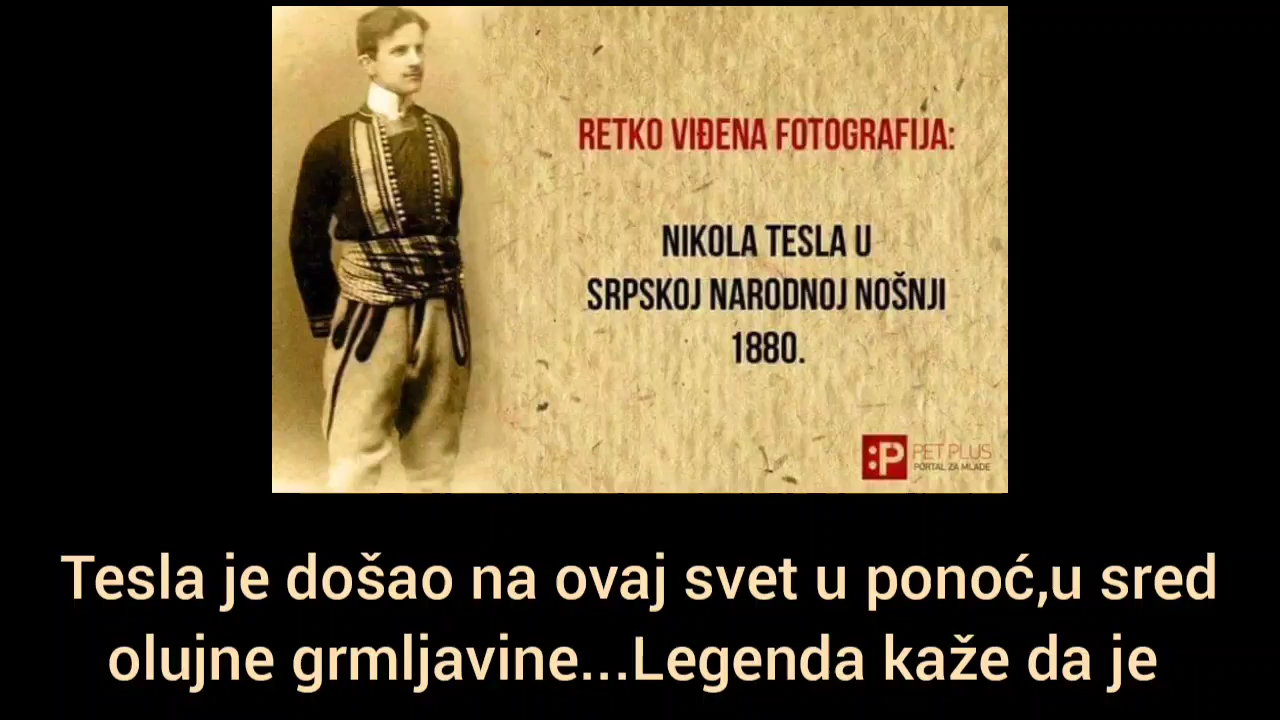 RETKO VIĐENA FOTOGRAFIJA:
NIKOLA TESLA U
SRPSKOJ NARODNOJ NOŠNJI
1880.
:P PET PLUS
PORTAL ZA MLADE
Tesla je došao na ovaj svet u ponoć,u sred
olujne grmljavine...Legenda kaže da je